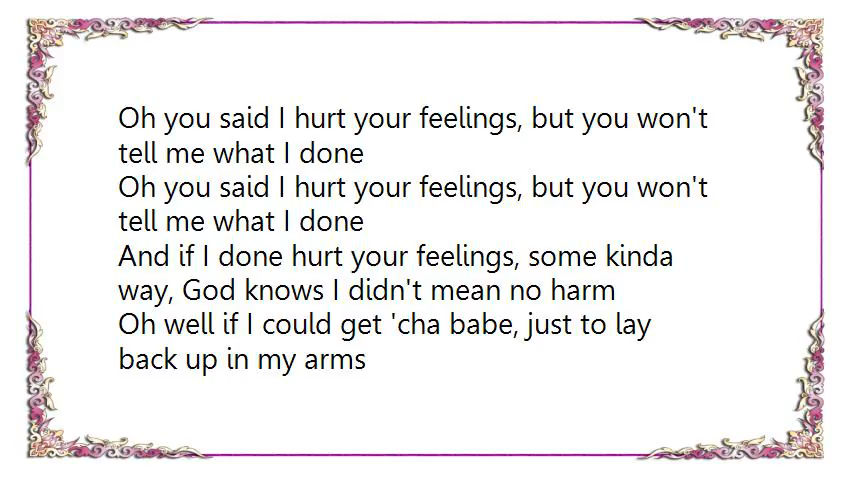 Oh you said I hurt your feelings, but you won't
tell me what I done
Oh you said I hurt your feelings, but you won't
tell me what I done
And if I done hurt your feelings, some kinda
way, God knows I didn't mean no harm
Oh well if I could get 'cha babe, just to lay
back up in my arms